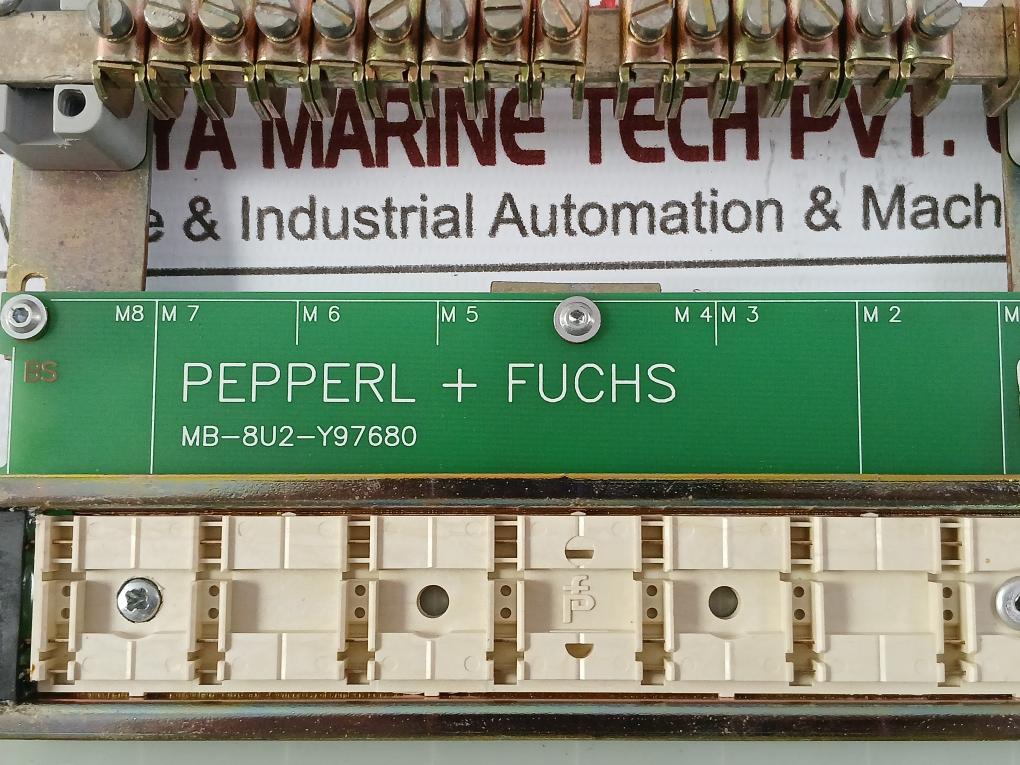 YA MARINE TECH PVT.
e & Industrial Automation & Mach
M8 M 7 M 6 M 5 M 4 M 3 M 2 M
BS
PEPPERL + FUCHS
MB-8U2-Y97680
fp